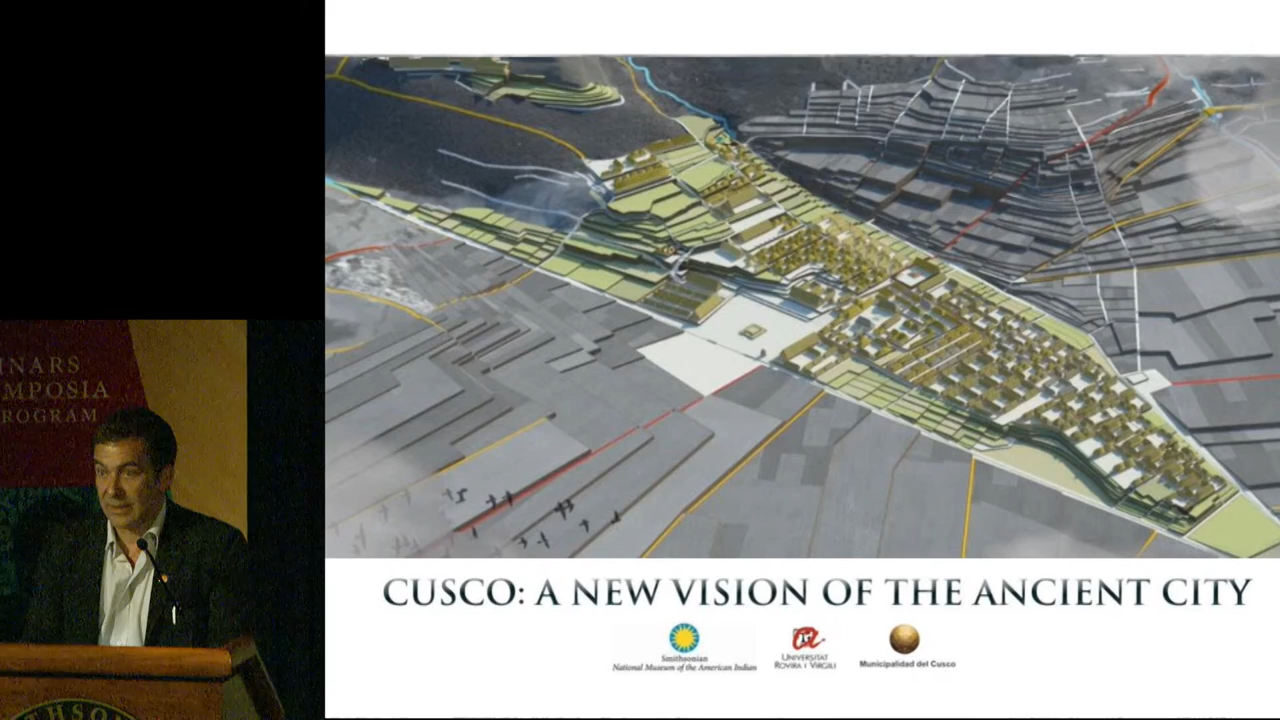 INARS
MPOSIA
ROGRAM
THSON
CUSCO: A NEW VISION OF THE ANCIENT CITY
Smithsonian
National Museum of the American Indian
UNIVERSITAT
ROVIRA I VIRGILI
Municipalidad del Cusco